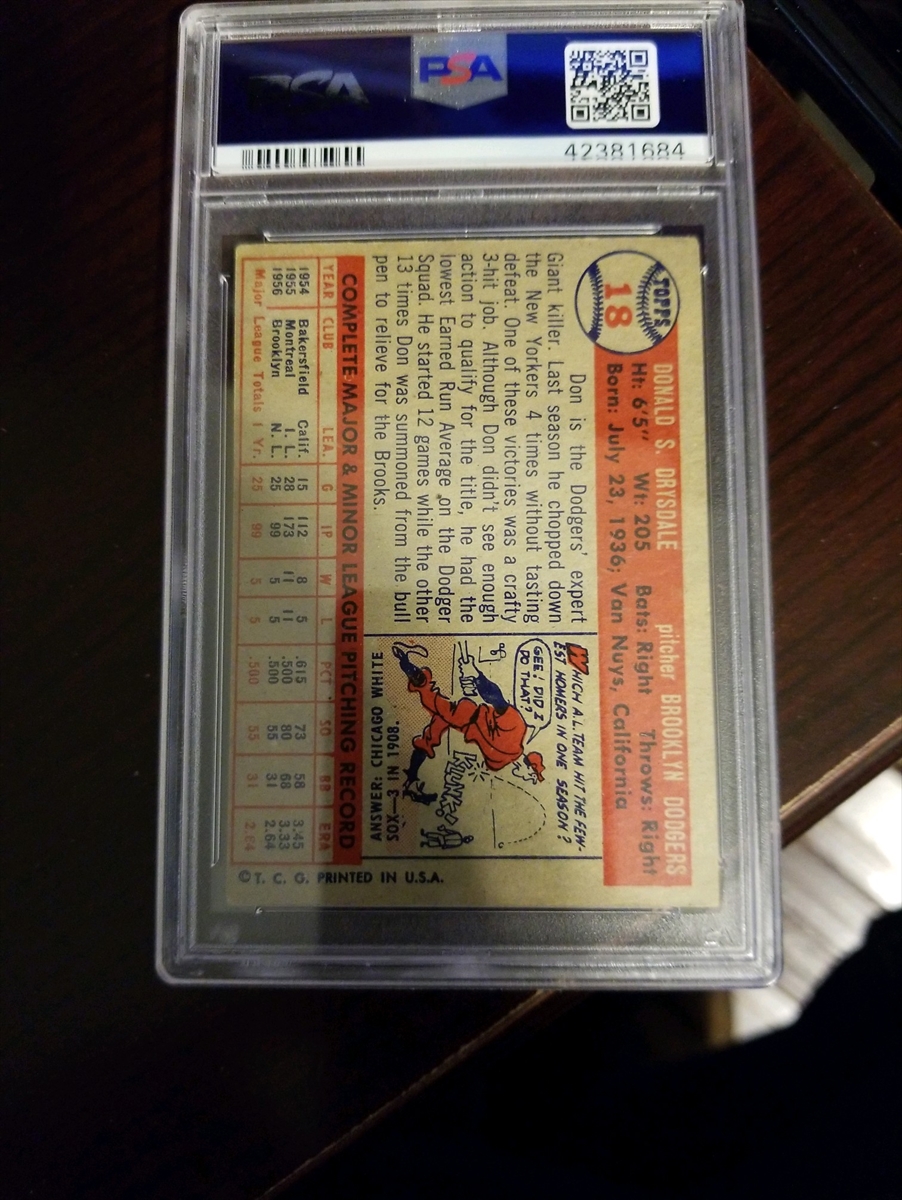 PSA
PSA
42381684
TOPPS
18
DONALD S. DRYSDALE pitcher BROOKLYN DODGERS
Ht: 6'5" Wt: 205 Bats: Right Throws: Right
Born: July 23, 1936; Van Nuys, California
Don is the Dodgers' expert
Giant killer. Last season he chopped down
the New Yorkers 4 times without tasting
defeat. One of these victories was a crafty
3-hit job. Although Don didn't see enough
action to qualify for the title, he had the
lowest Earned Run Average on the Dodger
Squad. He started 12 games while the other
13 times Don was summoned from the bull
pen to relieve for the Brooks.
WHICH A.L. TEAM HIT THE FEW-
EST HOMERS IN ONE SEASON?
GEE! DID I
DO THAT?
KLUNK!
ANSWER: CHICAGO WHITE
SOX—3 IN 1908.
COMPLETE MAJOR & MINOR LEAGUE PITCHING RECORD
YEAR CLUB LEA. G IP W L PCT SO BB ERA
1954 Bakersfield Calif. 15 112 8 5 .615 73 58 3.45
1955 Montreal I. L. 28 173 11 11 .500 80 68 3.33
1956 Brooklyn N. L. 25 99 5 5 .500 55 31 2.64
Major League Totals 1 Yr. 25 99 5 5 .500 55 31 2.64
©T. C. G. PRINTED IN U.S.A.